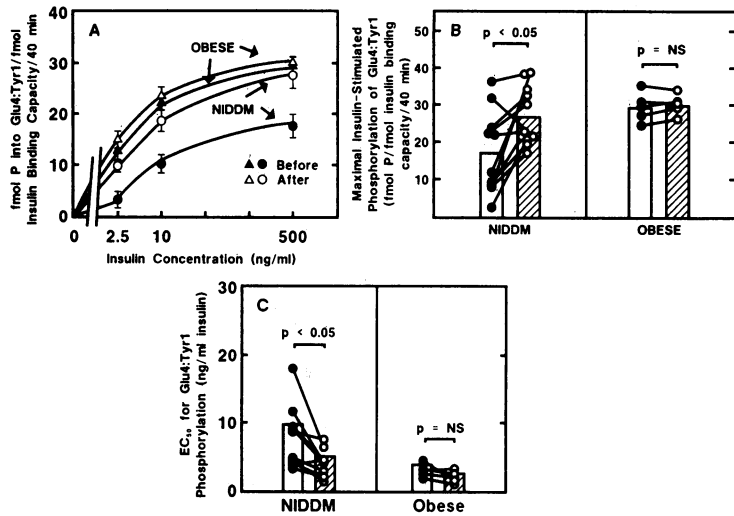 A
fmol P into Glu4:Tyr1/fmol
Insulin Binding Capacity/40 min
40
30
20
10
0
OBESE
NIDDM
Before
After
0
2.5
10
500
Insulin Concentration (ng/ml)
B
Maximal Insulin-Stimulated
Phosphorylation of Glu4:Tyr1
(fmol P/fmol insulin binding
capacity/40 min)
50
40
30
20
10
p < 0.05
p = NS
NIDDM
OBESE
C
EC₅₀ for Glu4:Tyr1
Phosphorylation (ng/ml insulin)
30
20
10
0
p < 0.05
p = NS
NIDDM
Obese